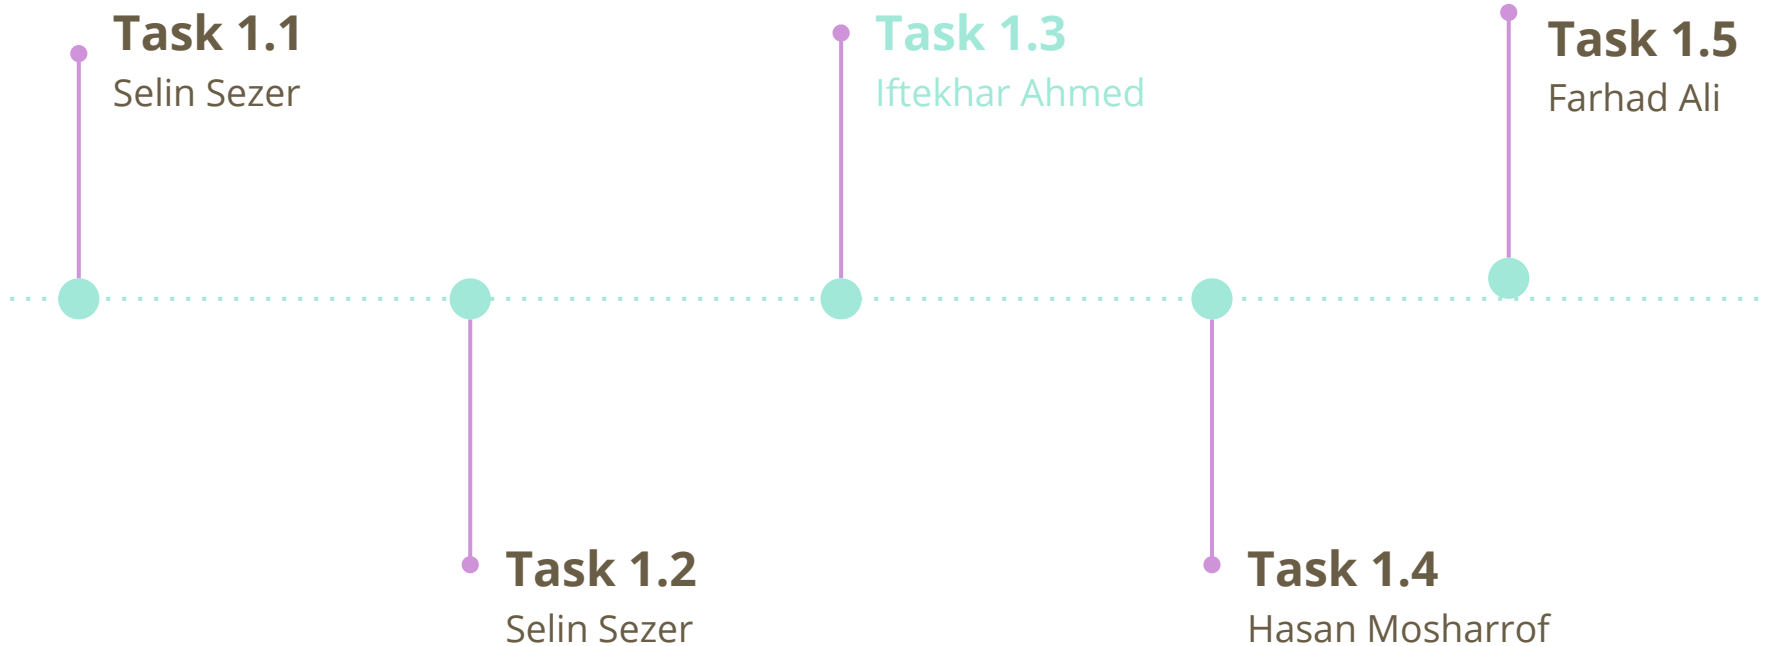 Task 1.1
Selin Sezer
Task 1.2
Selin Sezer
Task 1.3
Iftekhar Ahmed
Task 1.4
Hasan Mosharrof
Task 1.5
Farhad Ali